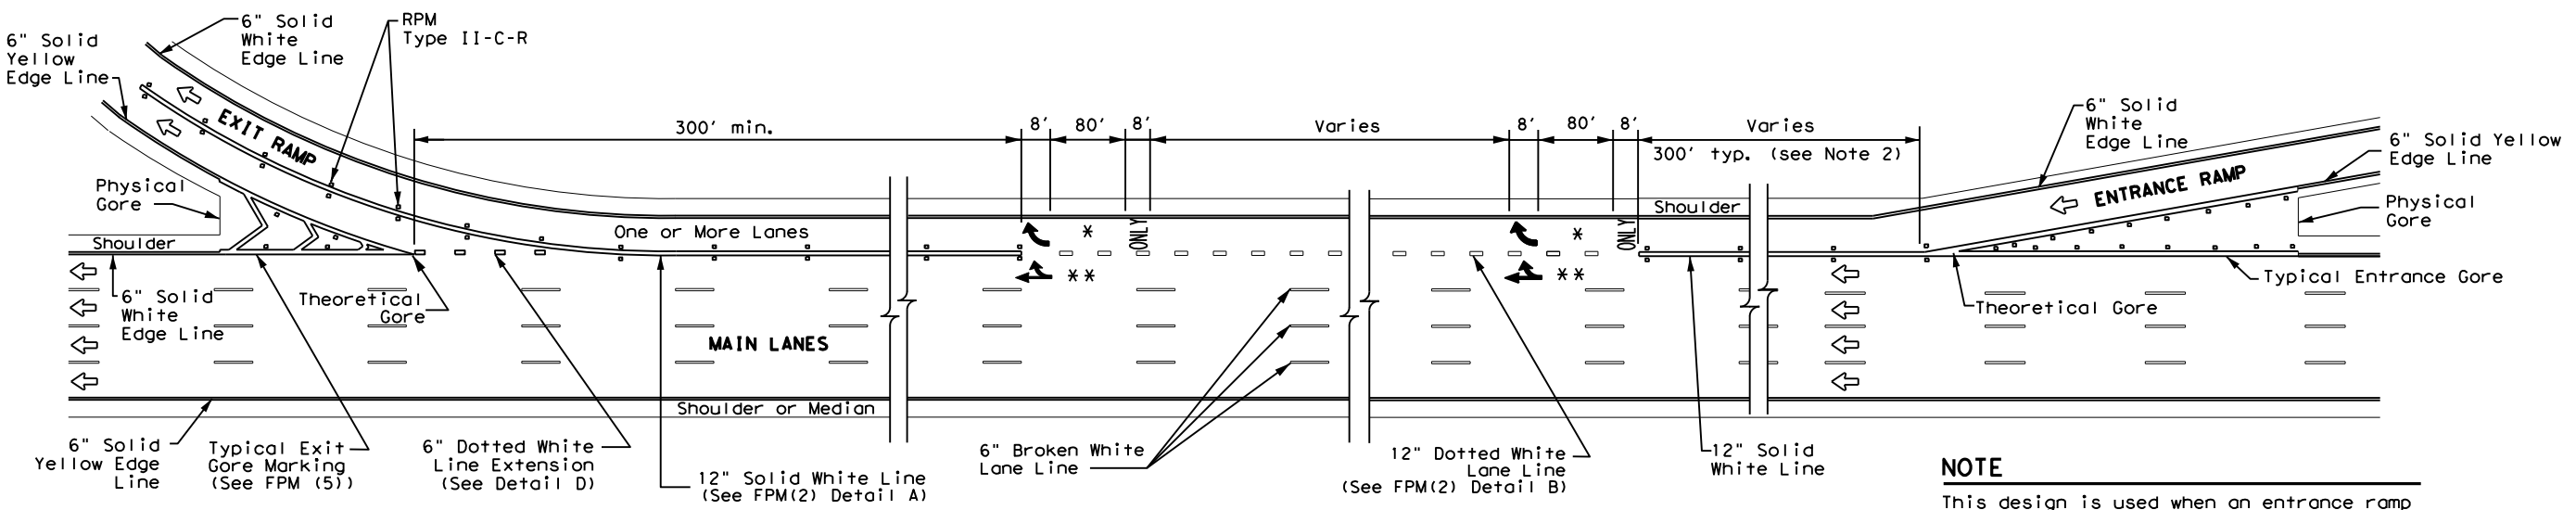 6" Solid
White
Edge Line
RPM
Type II-C-R
6" Solid
Yellow
Edge Line
EXIT RAMP
300' min.
8'
80'
8'
Varies
8'
80'
8'
Varies
300' typ. (see Note 2)
6" Solid
White
Edge Line
6" Solid Yellow
Edge Line
ENTRANCE RAMP
Physical
Gore
Physical
Gore
Shoulder
Shoulder
One or More Lanes
*
ONLY
*
ONLY
**
**
Typical Entrance Gore
6" Solid
White
Edge Line
Theoretical
Gore
Theoretical Gore
MAIN LANES
Shoulder or Median
6" Solid
Yellow Edge
Line
Typical Exit
Gore Marking
(See FPM (5))
6" Dotted White
Line Extension
(See Detail D)
12" Solid White Line
(See FPM(2) Detail A)
6" Broken White
Lane Line
12" Dotted White
Lane Line
(See FPM(2) Detail B)
12" Solid
White Line
NOTE
This design is used when an entrance ramp